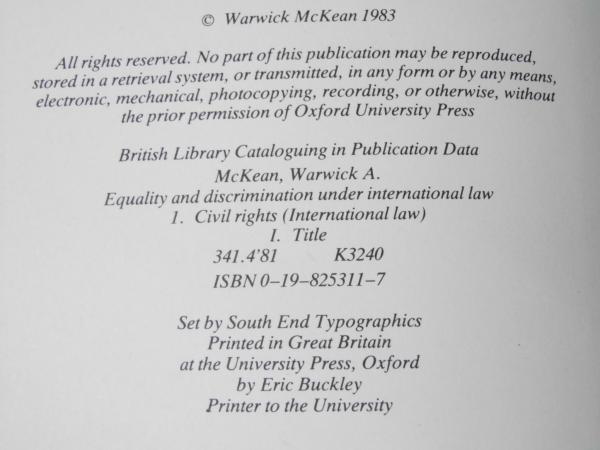 © Warwick McKean 1983
All rights reserved. No part of this publication may be reproduced,
stored in a retrieval system, or transmitted, in any form or by any means,
electronic, mechanical, photocopying, recording, or otherwise, without
the prior permission of Oxford University Press
British Library Cataloguing in Publication Data
McKean, Warwick A.
Equality and discrimination under international law
1. Civil rights (International law)
I. Title
341.4'81 K3240
ISBN 0–19–825311–7
Set by South End Typographics
Printed in Great Britain
at the University Press, Oxford
by Eric Buckley
Printer to the University